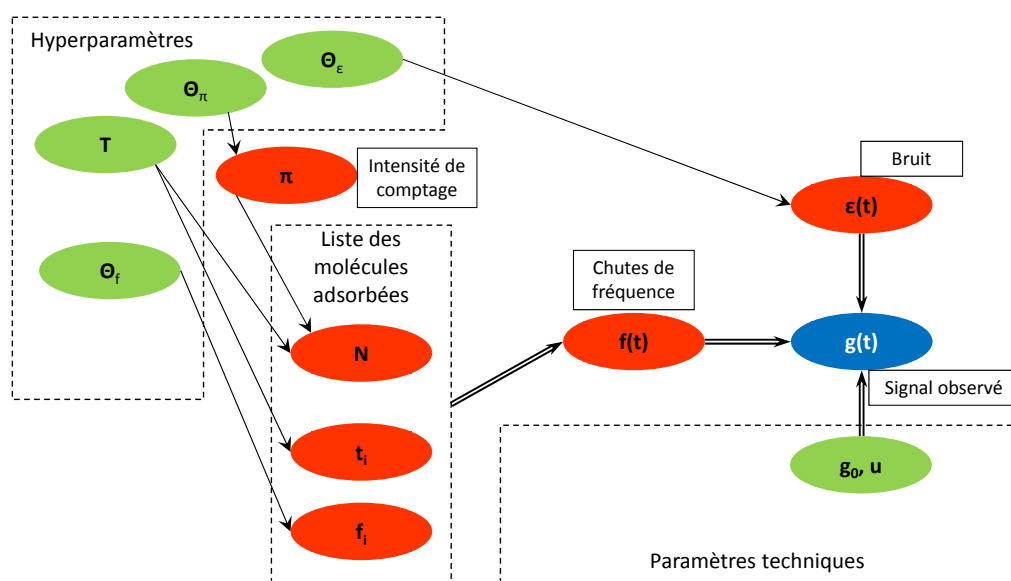 Hyperparamètres
Θε
Θπ
T
π
Intensité de
comptage
Bruit
ε(t)
Θf
Liste des
molécules
adsorbées
Chutes de
fréquence
N
f(t)
g(t)
Signal observé
ti
g0, u
fi
Paramètres techniques